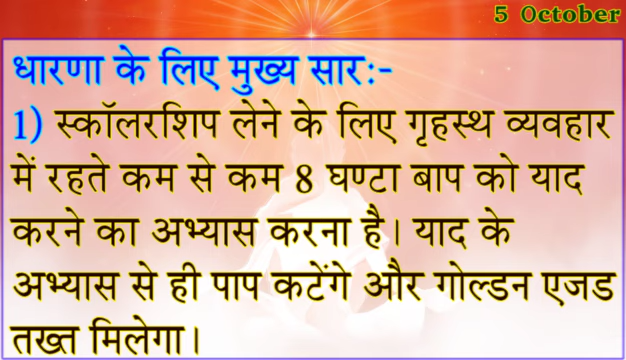 5 October
धारणा के लिए मुख्य सार:-
1) स्कॉलरशिप लेने के लिए गृहस्थ व्यवहार
में रहते कम से कम 8 घण्टा बाप को याद
करने का अभ्यास करना है। याद के
अभ्यास से ही पाप कटेंगे और गोल्डन एजड
तख्त मिलेगा।